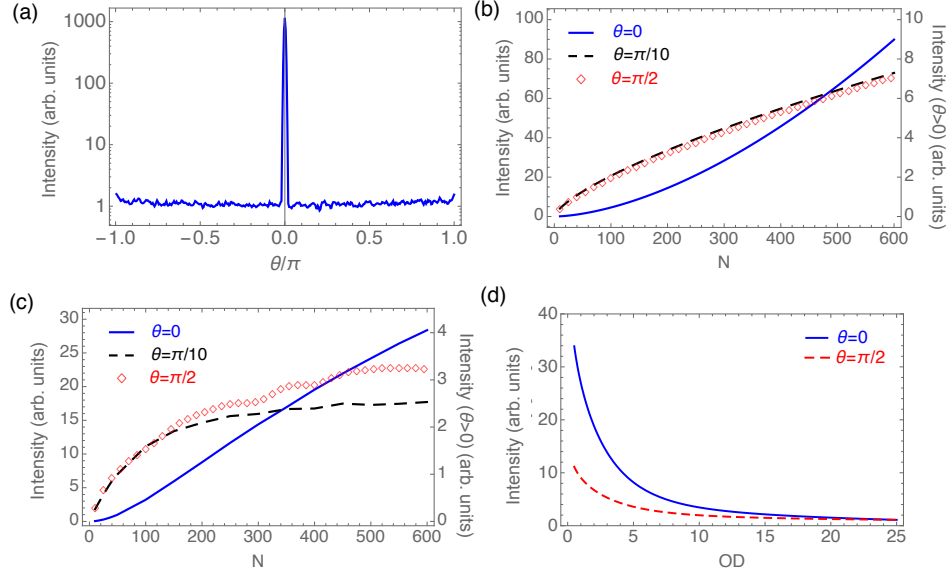 (a)
Intensity (arb. units)
1000
100
10
1
−1.0 −0.5 0.0 0.5 1.0
θ/π
(b)
Intensity (arb. units)
100
80
60
40
20
0
θ=0
θ=π/10
θ=π/2
10
8
6
4
2
0
Intensity (θ>0) (arb. units)
0 100 200 300 400 500 600
N
(c)
Intensity (arb. units)
30
25
20
15
10
5
0
θ=0
θ=π/10
θ=π/2
4
3
2
1
0
Intensity (θ>0) (arb. units)
0 100 200 300 400 500 600
N
(d)
Intensity (arb. units)
40
30
20
10
0
θ=0
θ=π/2
0 5 10 15 20 25
OD